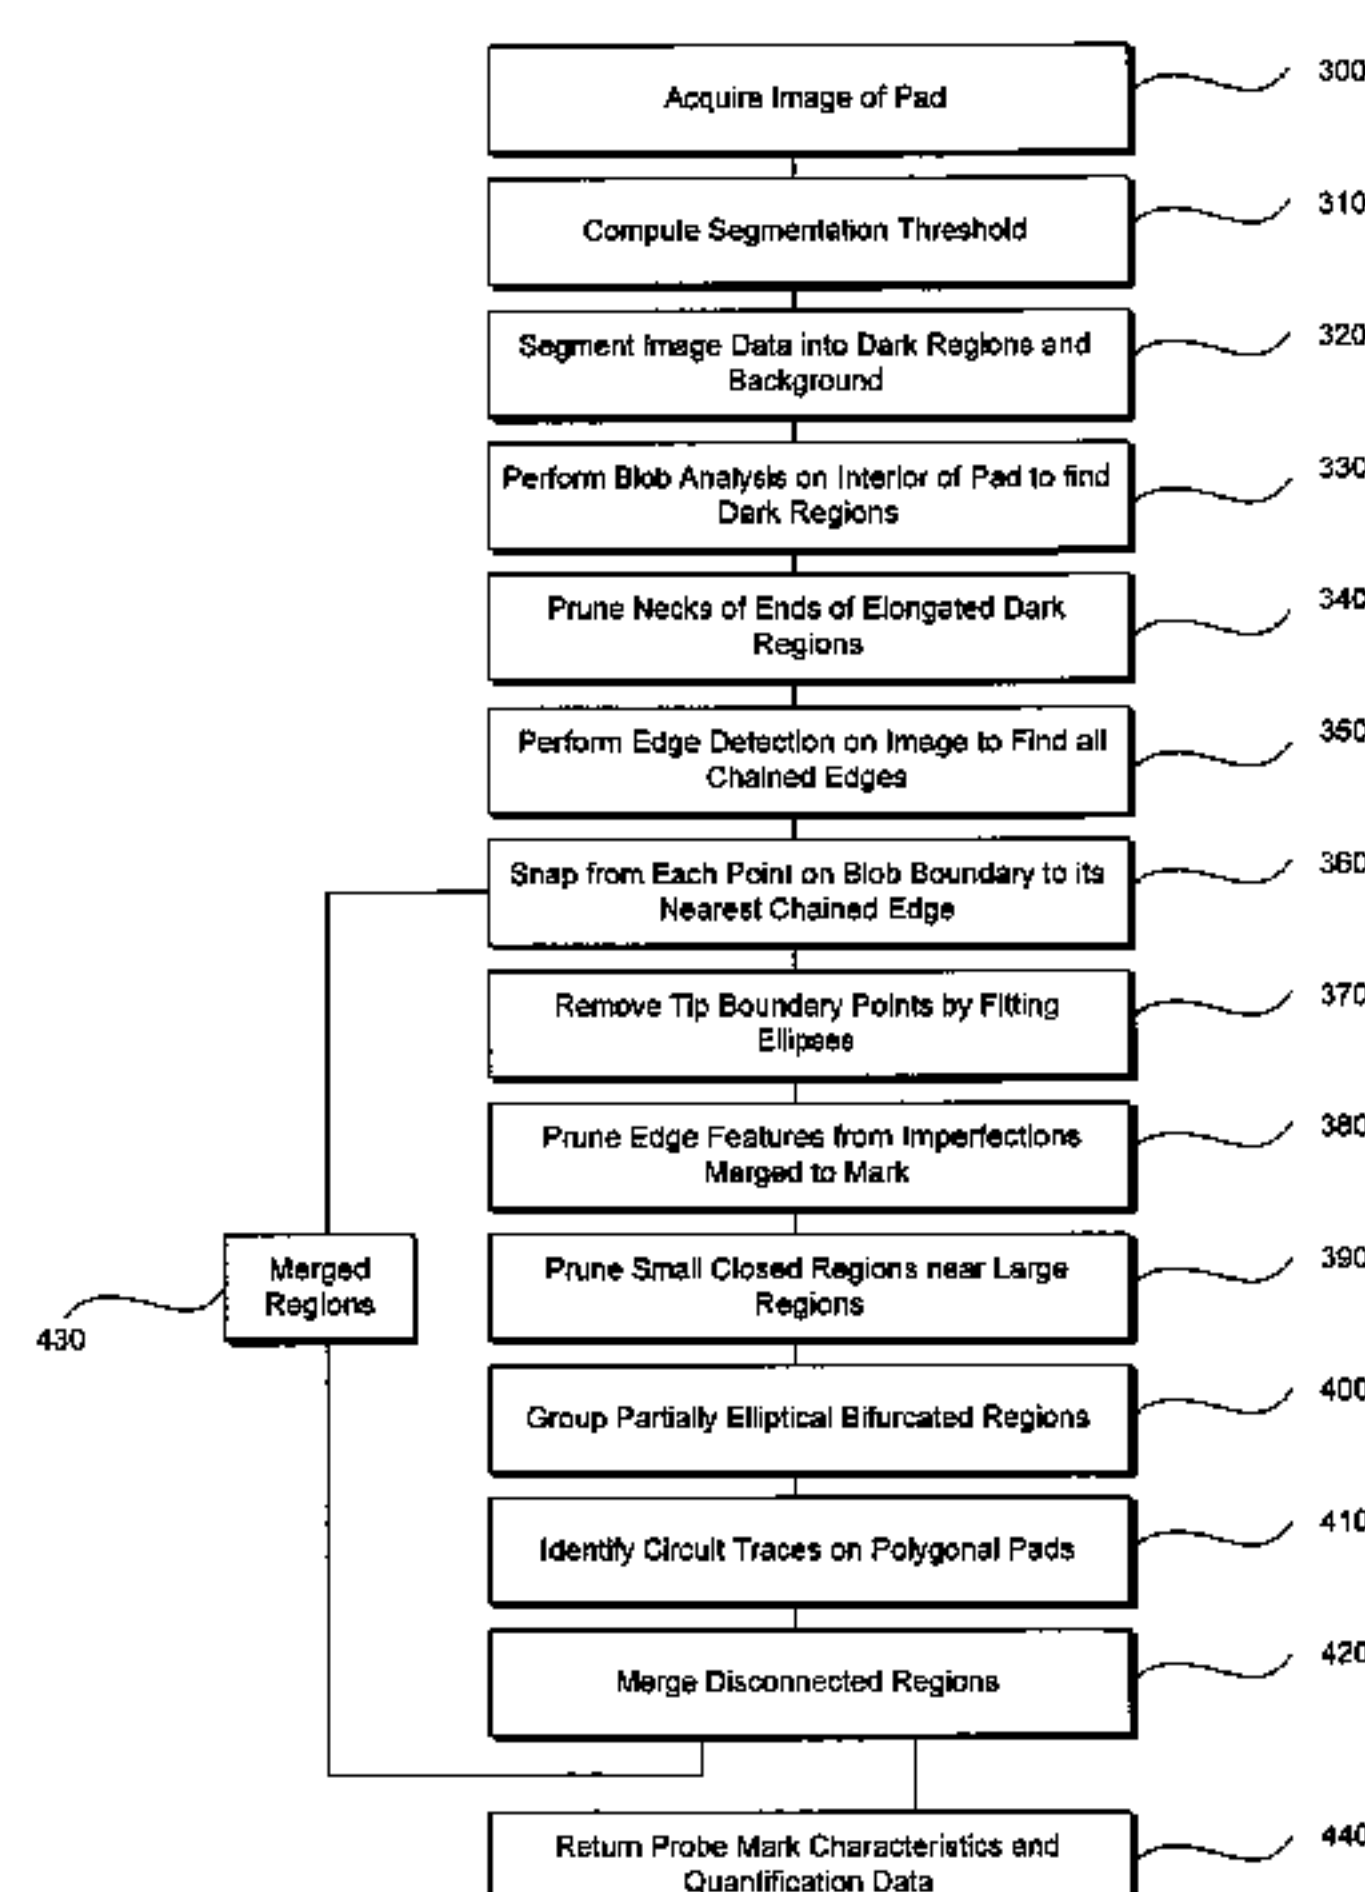 Acquire Image of Pad
300
Compute Segmentation Threshold
310
Segment Image Data into Dark Regions and
Background
320
Perform Blob Analysis on Interior of Pad to find
Dark Regions
330
Prune Necks of Ends of Elongated Dark
Regions
340
Perform Edge Detection on Image to Find all
Chained Edges
350
Snap from Each Point on Blob Boundary to its
Nearest Chained Edge
360
Remove Tip Boundary Points by Fitting
Ellipses
370
Prune Edge Features from Imperfections
Merged to Mark
380
Merged
Regions
430
Prune Small Closed Regions near Large
Regions
390
Group Partially Elliptical Bifurcated Regions
400
Identify Circuit Traces on Polygonal Pads
410
Merge Disconnected Regions
420
Return Probe Mark Characteristics and
Quantification Data
440